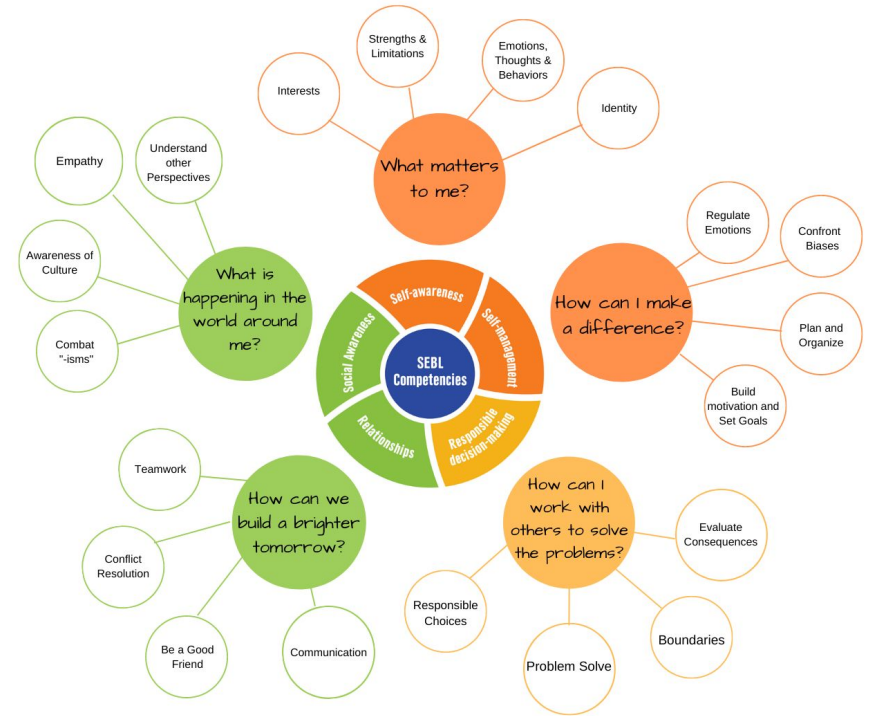 Strengths &
Limitations
Emotions,
Thoughts &
Behaviors
Interests
Identity
What matters
to me?
Empathy
Understand
other
Perspectives
Awareness of
Culture
Combat
"-isms"
What is
happening in the
world around
me?
Regulate
Emotions
Confront
Biases
Plan and
Organize
Build
motivation and
Set Goals
How can I make
a difference?
Self-awareness
Self-management
Social Awareness
SEBL
Competencies
Relationships
Responsible
decision-making
Teamwork
Conflict
Resolution
Be a Good
Friend
Communication
How can we
build a brighter
tomorrow?
How can I
work with
others to solve
the problems?
Evaluate
Consequences
Responsible
Choices
Boundaries
Problem Solve